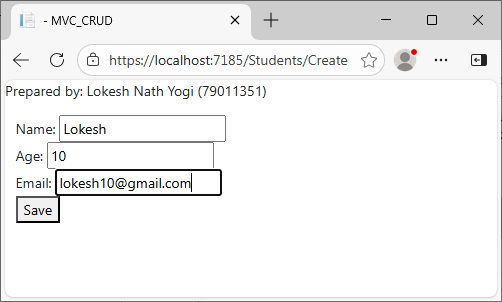 - MVC_CRUD
https://localhost:7185/Students/Create
Prepared by: Lokesh Nath Yogi (79011351)
Name: Lokesh
Age: 10
Email: lokesh10@gmail.com
Save